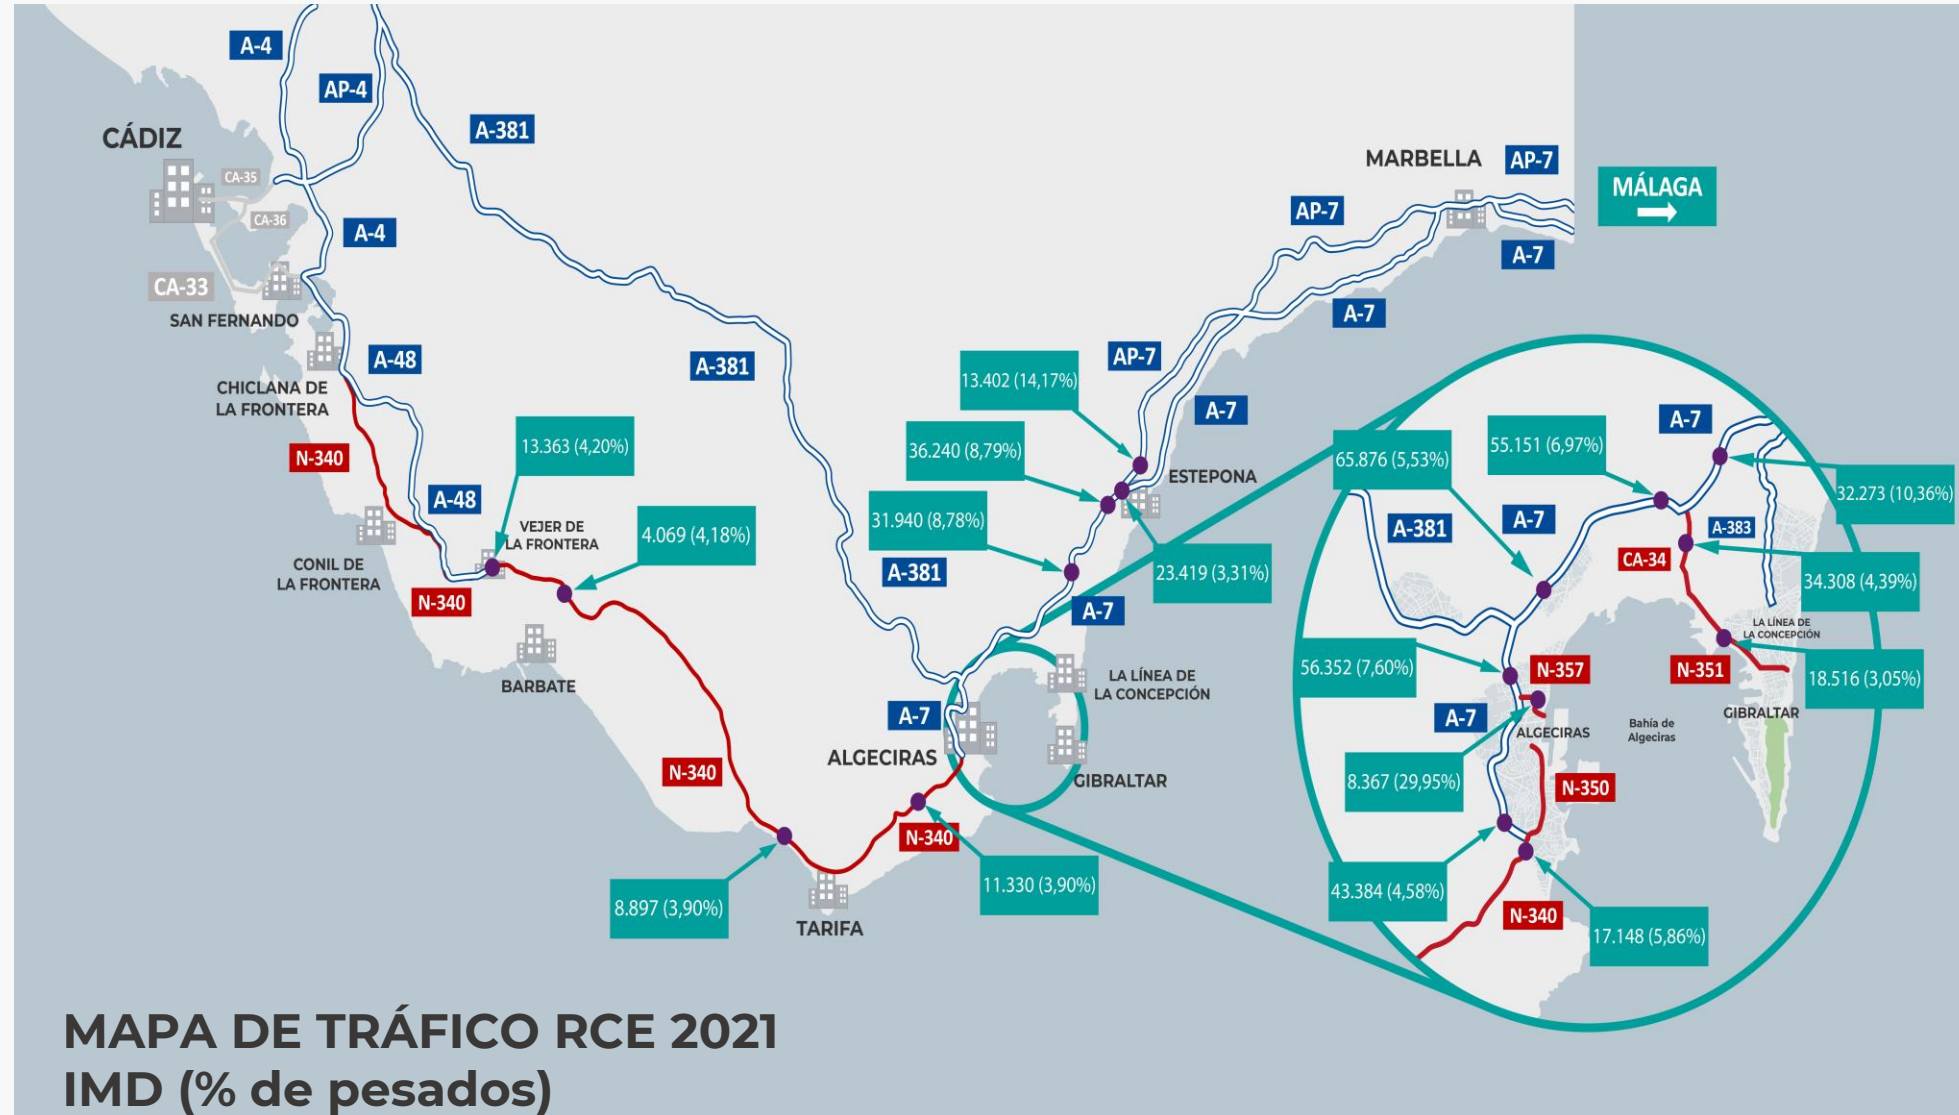 A-4
AP-4
A-381
CÁDIZ
CA-35
CA-36
A-4
CA-33
SAN FERNANDO
A-48
CHICLANA DE
LA FRONTERA
N-340
A-48
13.363 (4,20%)
VEJER DE
LA FRONTERA
4.069 (4,18%)
CONIL DE
LA FRONTERA
N-340
BARBATE
N-340
8.897 (3,90%)
TARIFA
A-381
A-381
MARBELLA
AP-7
MÁLAGA
AP-7
A-7
A-7
AP-7
A-7
13.402 (14,17%)
36.240 (8,79%)
ESTEPONA
31.940 (8,78%)
23.419 (3,31%)
A-7
LA LÍNEA DE
LA CONCEPCIÓN
A-7
ALGECIRAS
GIBRALTAR
N-340
11.330 (3,90%)
A-7
55.151 (6,97%)
65.876 (5,53%)
32.273 (10,36%)
A-7
A-381
A-383
CA-34
34.308 (4,39%)
LA LÍNEA DE
LA CONCEPCIÓN
56.352 (7,60%)
N-357
N-351
18.516 (3,05%)
A-7
ALGECIRAS
Bahía de
Algeciras
GIBRALTAR
8.367 (29,95%)
N-350
43.384 (4,58%)
N-340
17.148 (5,86%)
MAPA DE TRÁFICO RCE 2021
IMD (% de pesados)